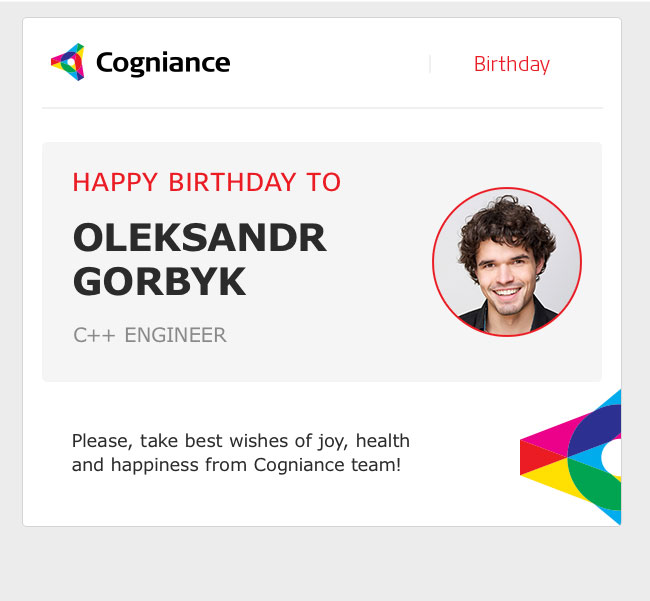 Cogniance
Birthday
HAPPY BIRTHDAY TO
OLEKSANDR
GORBYK
C++ ENGINEER
Please, take best wishes of joy, health
and happiness from Cogniance team!